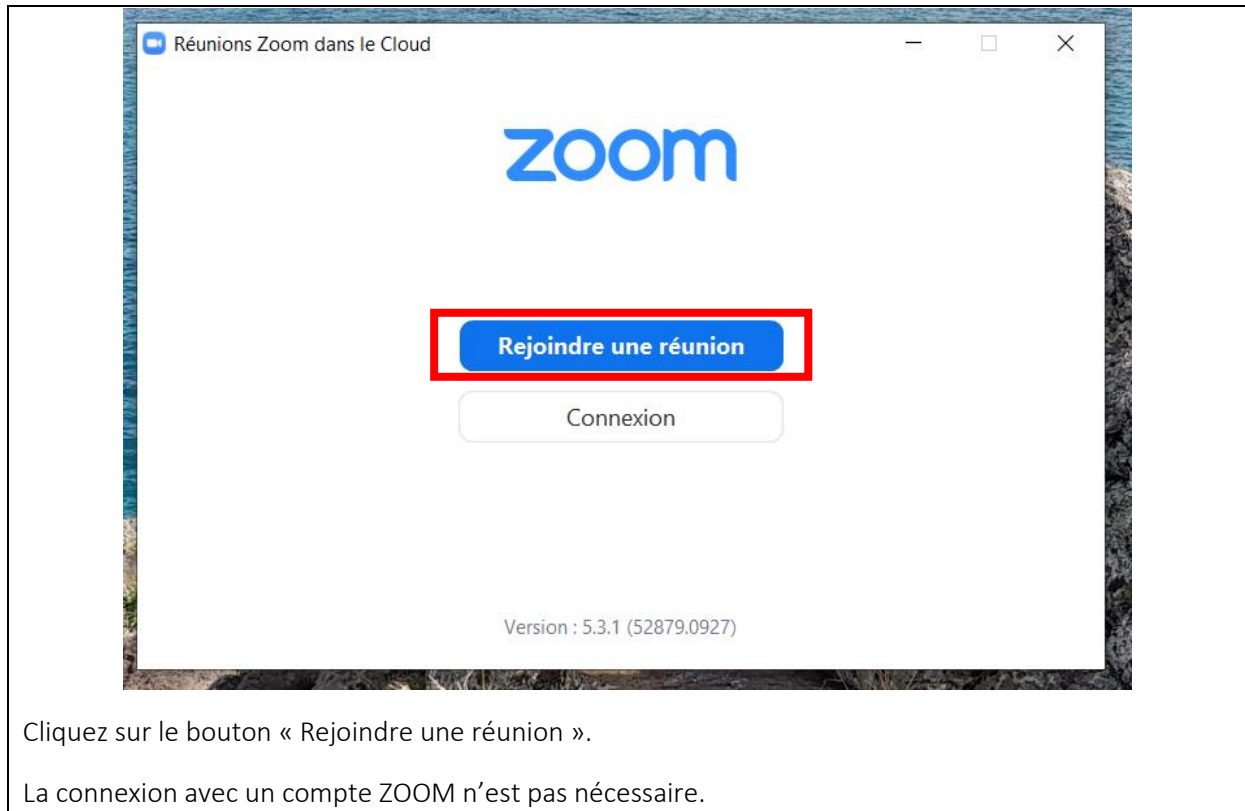 Réunions Zoom dans le Cloud
zoom
Rejoindre une réunion
Connexion
Version : 5.3.1 (52879.0927)
Cliquez sur le bouton « Rejoindre une réunion ».
La connexion avec un compte ZOOM n’est pas nécessaire.